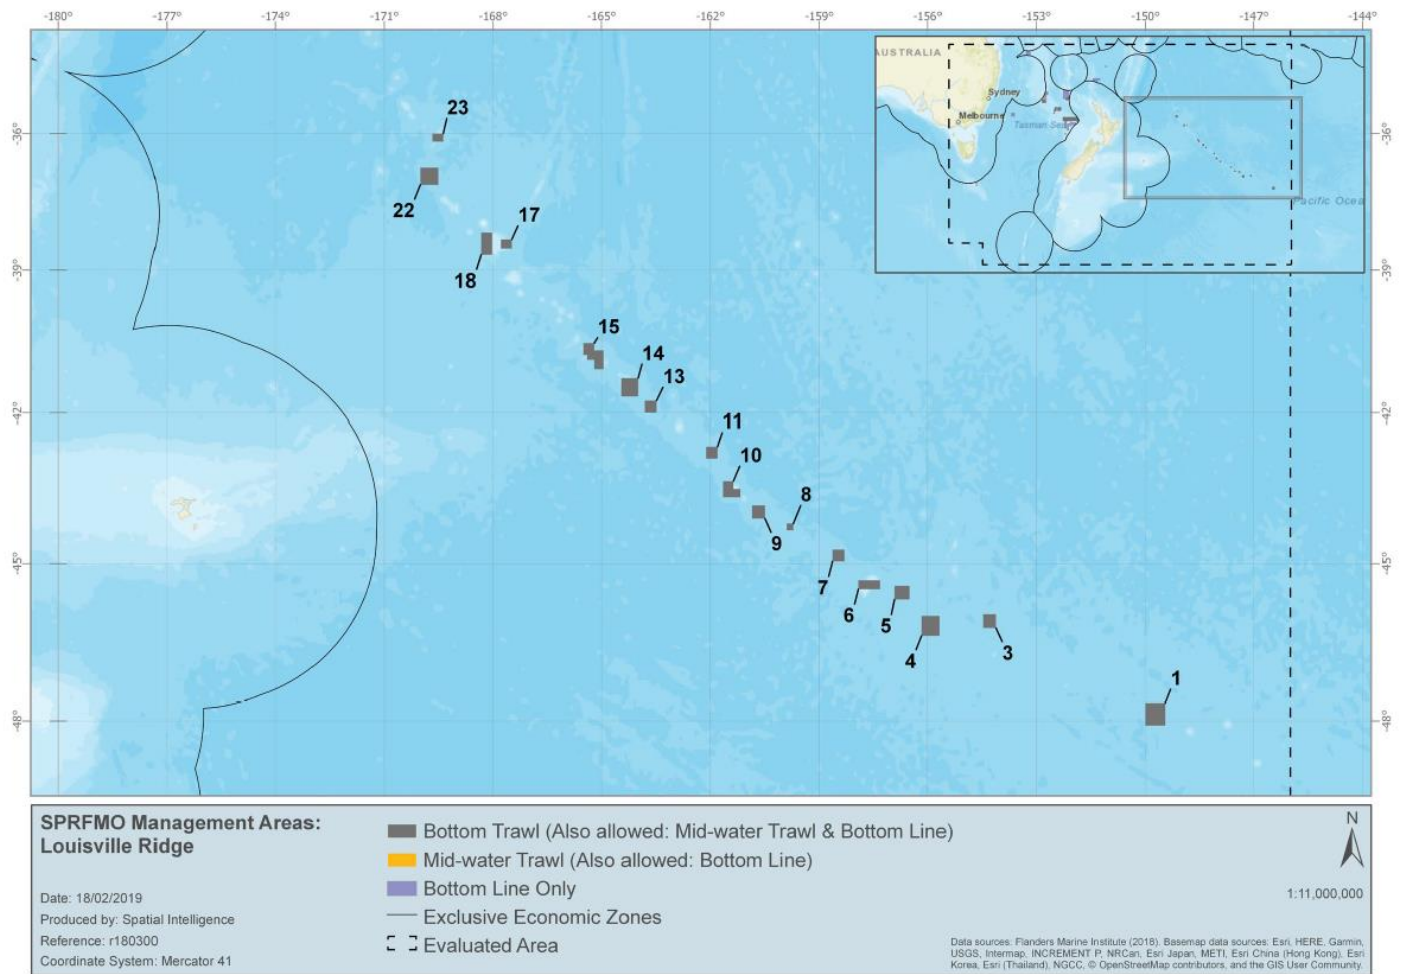 -180° -177° -171° -168° -165° -162° -159° -156° -153° -150° -147° -144°
AUSTRALIA
Sydney
Melbourne
Tasman Sea
Pacific Ocea
-36° -36°
-39° -39°
-42° -42°
-45° -45°
-48° -48°
23
22
17
18
15
14
13
11
10
8
9
7
6
5
4
3
1
SPRFMO Management Areas:
Louisville Ridge
Date: 18/02/2019
Produced by: Spatial Intelligence
Reference: r180300
Coordinate System: Mercator 41
Bottom Trawl (Also allowed: Mid-water Trawl & Bottom Line)
Mid-water Trawl (Also allowed: Bottom Line)
Bottom Line Only
Exclusive Economic Zones
Evaluated Area
N
1:11,000,000
Data sources: Flanders Marine Institute (2018). Basemap data sources: Esri, HERE, Garmin,
USGS, Intermap, INCREMENT P, NRCan, Esri Japan, METI, Esri China (Hong Kong), Esri
Korea, Esri (Thailand), NGCC, © OpenStreetMap contributors, and the GIS User Community.